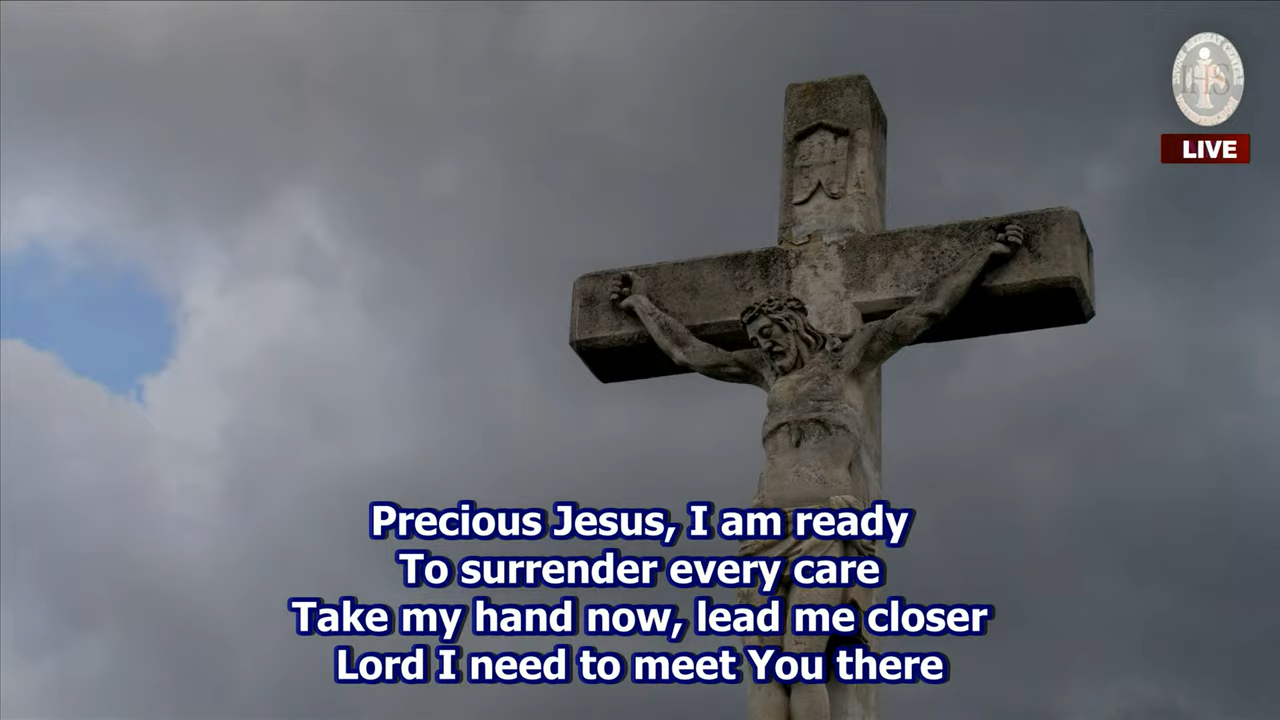 IHS
LIVE
Precious Jesus, I am ready
To surrender every care
Take my hand now, lead me closer
Lord I need to meet You there